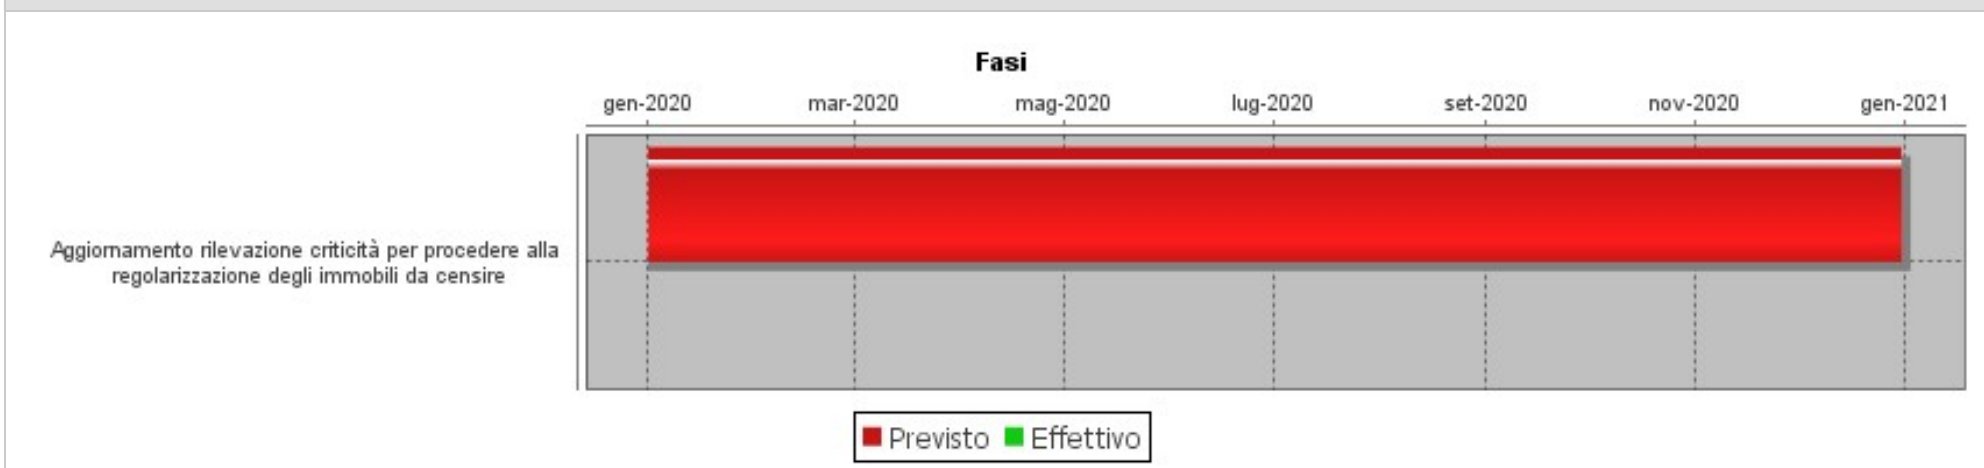 Fasi
gen-2020 mar-2020 mag-2020 lug-2020 set-2020 nov-2020 gen-2021
Aggiornamento rilevazione criticità per procedere alla
regolarizzazione degli immobili da censire
Previsto Effettivo